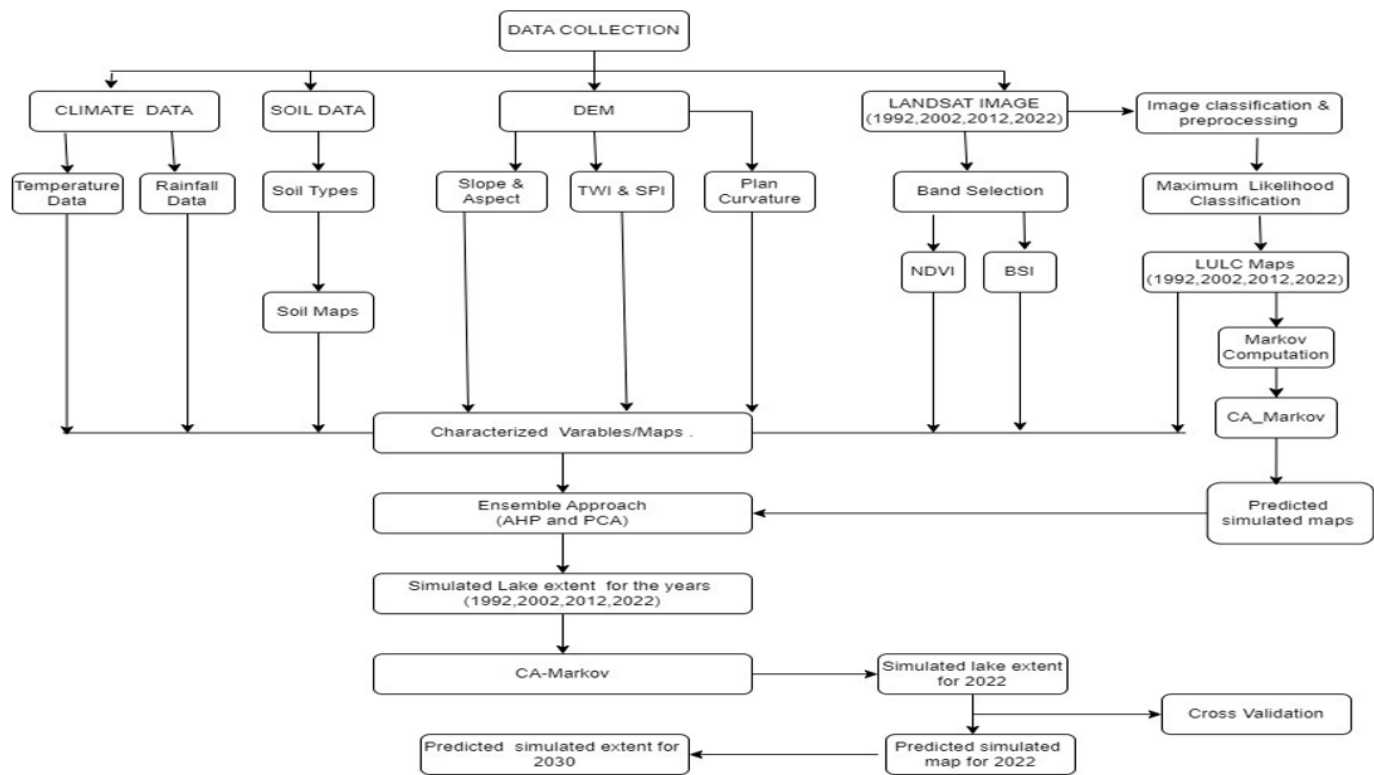 DATA COLLECTION
CLIMATE DATA
SOIL DATA
DEM
LANDSAT IMAGE
(1992,2002,2012,2022)
Image classification &
preprocessing
Temperature
Data
Rainfall
Data
Soil Types
Slope &
Aspect
TWI & SPI
Plan
Curvature
Band Selection
Maximum Likelihood
Classification
NDVI
BSI
LULC Maps
(1992,2002,2012,2022)
Soil Maps
Markov
Computation
Characterized Varables/Maps .
CA_Markov
Ensemble Approach
(AHP and PCA)
Predicted
simulated maps
Simulated Lake extent for the years
(1992,2002,2012,2022)
CA-Markov
Simulated lake extent
for 2022
Cross Validation
Predicted simulated extent for
2030
Predicted simulated
map for 2022